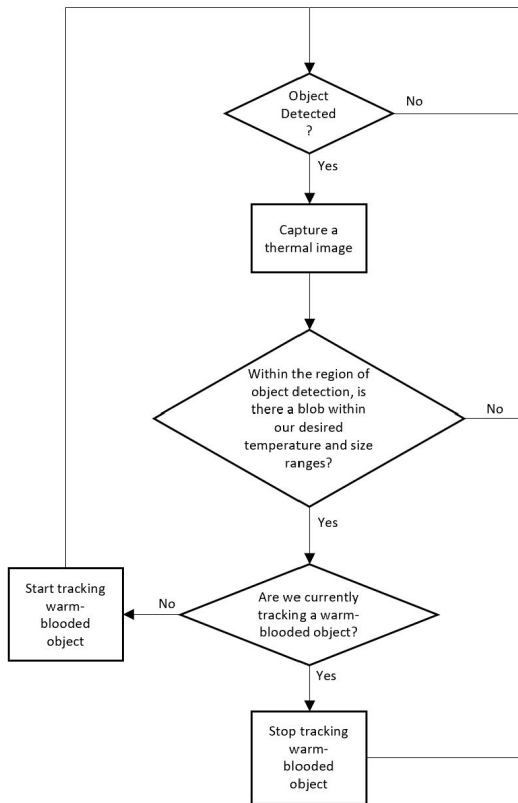 Object
Detected
?
No
Yes
Capture a
thermal image
Within the region of
object detection, is
there a blob within
our desired
temperature and size
ranges?
No
Yes
Are we currently
tracking a warm-
blooded object?
No
Start tracking
warm-
blooded
object
Yes
Stop tracking
warm-
blooded
object